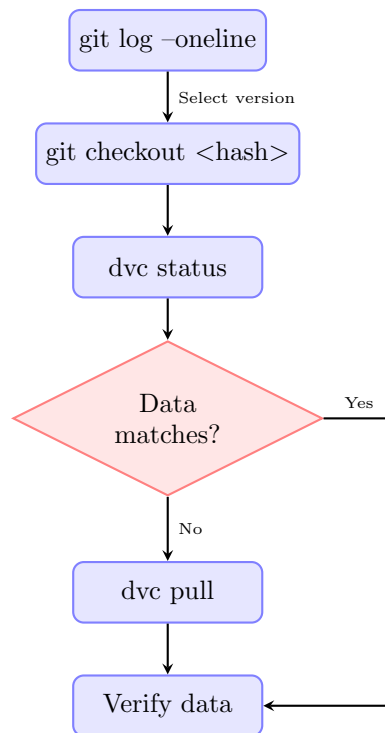 git log –oneline
Select version
git checkout <hash>
dvc status
Data
matches?
Yes
No
dvc pull
Verify data